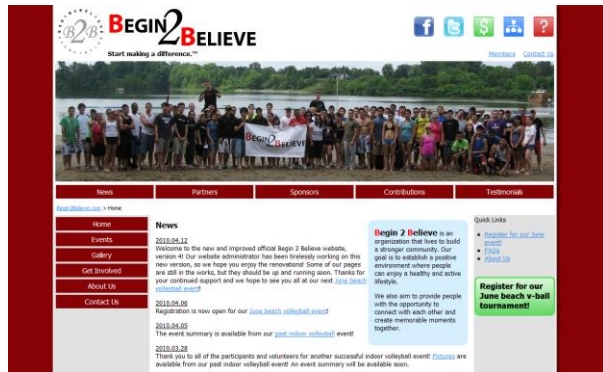 B2B
BEGIN2BELIEVE
Start making a difference.™
Members Contact Us
BEGIN2BELIEVE
News Partners Sponsors Contributions Testimonials
Begin2Believe.com > Home
Home
Events
Gallery
Get Involved
About Us
Contact Us
News
2010.04.12
Welcome to the new and improved official Begin 2 Believe website,
version 4! Our website administrator has been tirelessly working on this
new version, so we hope you enjoy the renovations! Some of our pages
are still in the works, but they should be up and running soon. Thanks for
your continued support and we hope to see you all at our next June beach
volleyball event!
2010.04.06
Registration is now open for our June beach volleyball event!
2010.04.05
The event summary is available from our past indoor volleyball event!
2010.03.28
Thank you to all of the participants and volunteers for another successful indoor volleyball event! Pictures are
available from our past indoor volleyball event! An event summary will be available soon.
Begin 2 Believe is an
organization that lives to build
a stronger community. Our
goal is to establish a positive
environment where people
can enjoy a healthy and active
lifestyle.
We also aim to provide people
with the opportunity to
connect with each other and
create memorable moments
together.
Quick Links
Register for our June
event!
FAQs
About Us
Register for our
June beach v-ball
tournament!